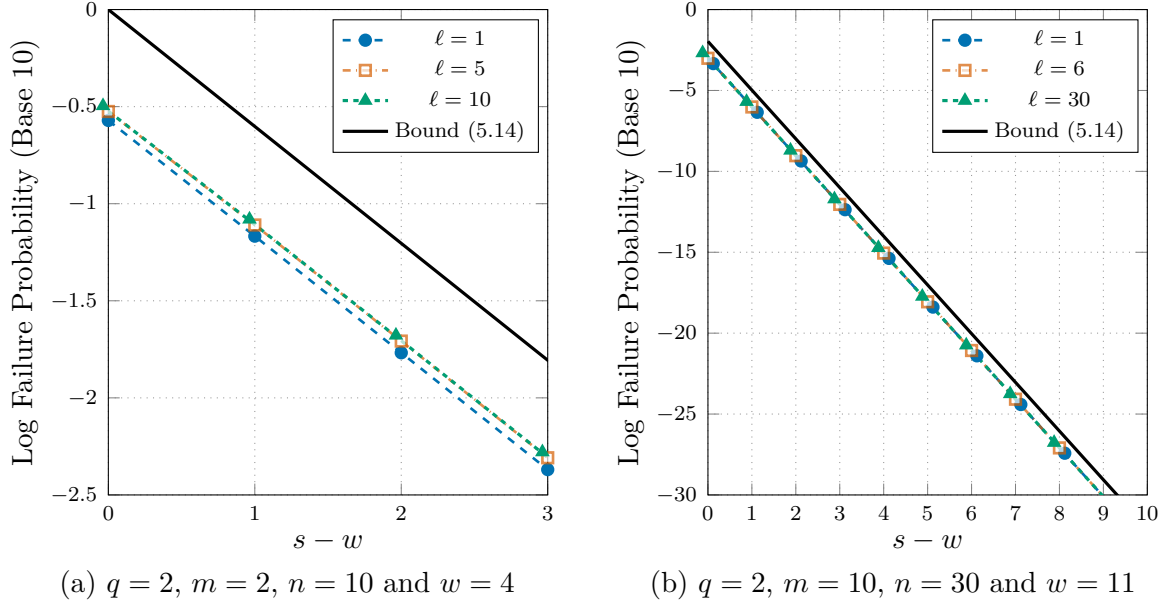 Log Failure Probability (Base 10)
0
−0.5
−1
−1.5
−2
−2.5
0 1 2 3
s − w
ℓ = 1
ℓ = 5
ℓ = 10
Bound (5.14)
(a) q = 2, m = 2, n = 10 and w = 4
Log Failure Probability (Base 10)
0
−5
−10
−15
−20
−25
−30
0 1 2 3 4 5 6 7 8 9 10
s − w
ℓ = 1
ℓ = 6
ℓ = 30
Bound (5.14)
(b) q = 2, m = 10, n = 30 and w = 11